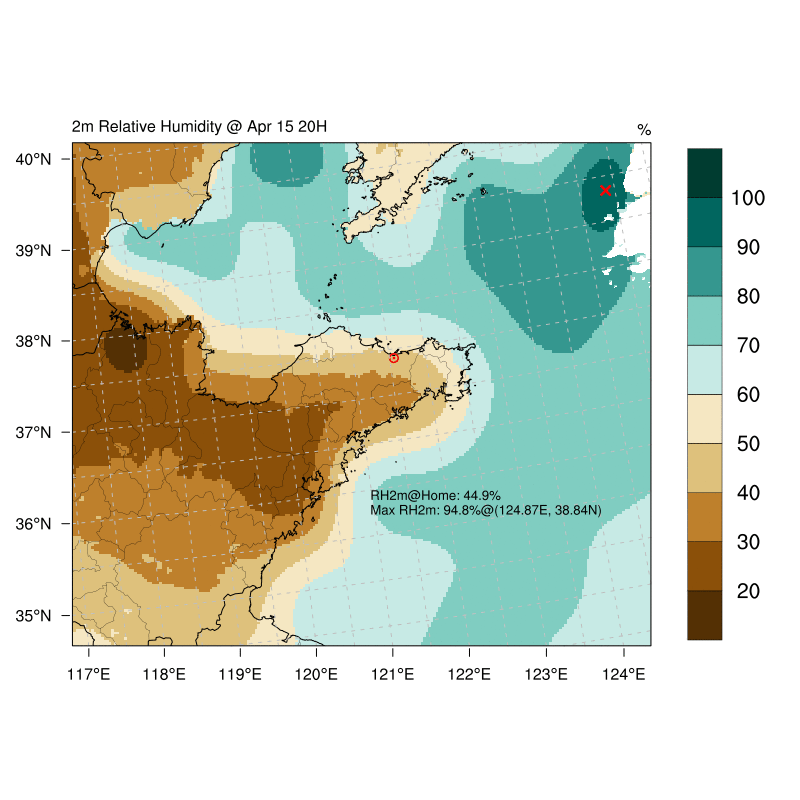 2m Relative Humidity @ Apr 15 20H
%
40°N
39°N
38°N
37°N
36°N
35°N
117°E
118°E
119°E
120°E
121°E
122°E
123°E
124°E
RH2m@Home: 44.9%
Max RH2m: 94.8%@(124.87E, 38.84N)
100
90
80
70
60
50
40
30
20